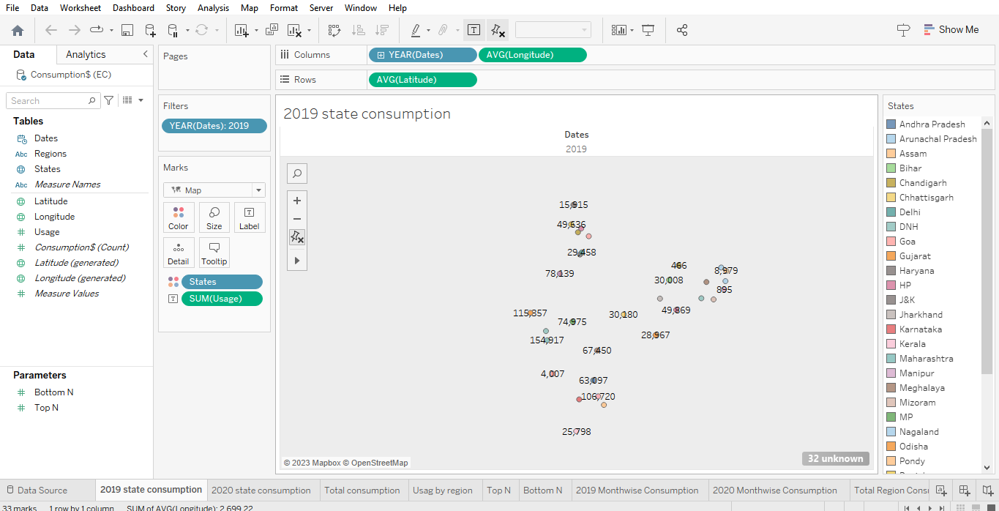 File Data Worksheet Dashboard Story Analysis Map Format Server Window Help
Show Me
Data Analytics
Consumption$ (EC)
Search
Tables
Dates
Abc Regions
States
Abc Measure Names
Latitude
Longitude
Usage
Consumption$ (Count)
Latitude (generated)
Longitude (generated)
Measure Values
Parameters
Bottom N
Top N
Pages
Filters
YEAR(Dates): 2019
Marks
Map
Color Size Label
Detail Tooltip
States
SUM(Usage)
Columns YEAR(Dates) AVG(Longitude)
Rows AVG(Latitude)
2019 state consumption
Dates
2019
15,915
49,636
29,458
466
8,979
78,139
30,008
895
49,869
115,357
30,180
74,975
28,967
154,917
67,450
4,007
63,097
106,720
25,798
© 2023 Mapbox © OpenStreetMap
32 unknown
States
Andhra Pradesh
Arunachal Pradesh
Assam
Bihar
Chandigarh
Chhattisgarh
Delhi
DNH
Goa
Gujarat
Haryana
HP
J&K
Jharkhand
Karnataka
Kerala
Maharashtra
Manipur
Meghalaya
Mizoram
MP
Nagaland
Odisha
Pondy
Data Source 2019 state consumption 2020 state consumption Total consumption Usag by region Top N Bottom N 2019 Monthwise Consumption 2020 Monthwise Consumption Total Region Consu
33 marks 1 row by 1 column SUM of AVG(Longitude): 2,699.22